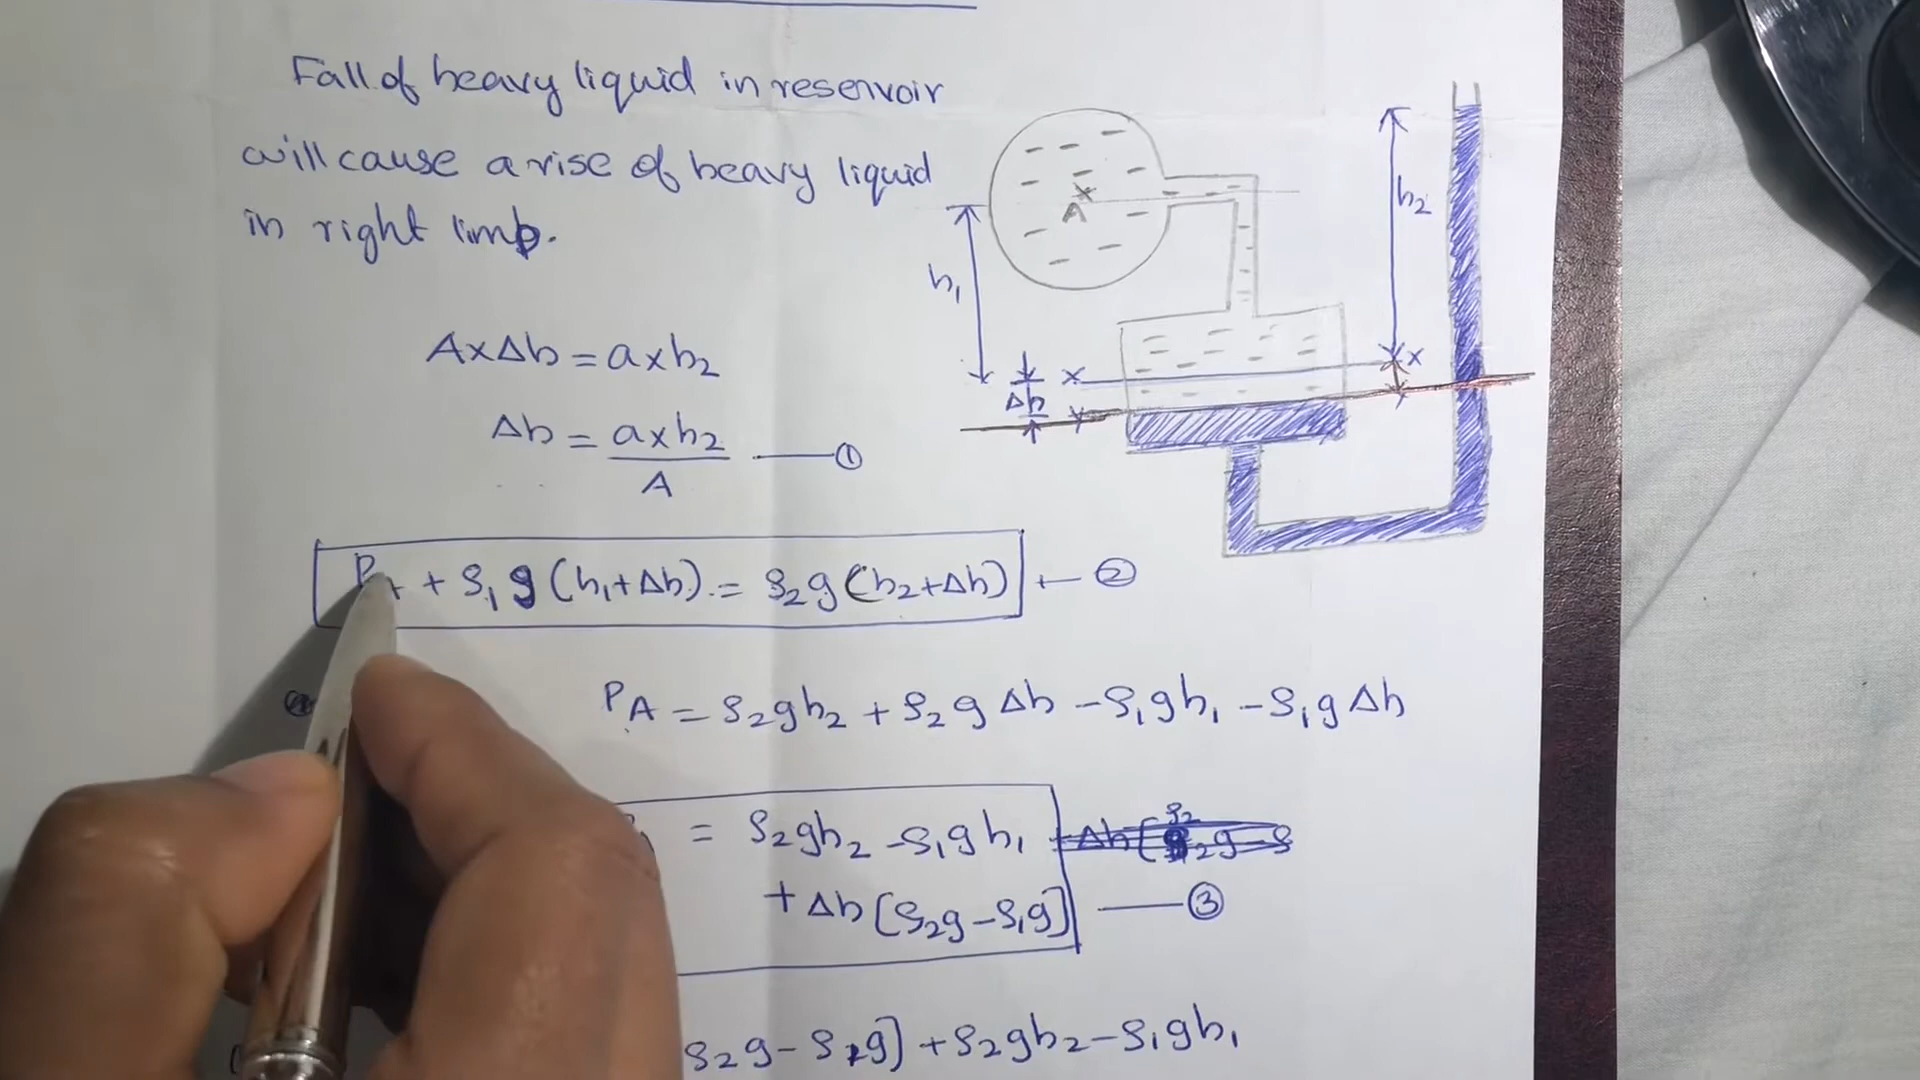 Fall of heavy liquid in reservoir
will cause a rise of heavy liquid
in right limb.
A×Δh = a×h₂
Δh = a×h₂ / A — ①
P + ρ₁g(h₁+Δh) = ρ₂g(h₂+Δh) ← ②
P_A = ρ₂gh₂ + ρ₂gΔh − ρ₁gh₁ − ρ₁gΔh
= ρ₂gh₂ − ρ₁gh₁
+ Δh[ρ₂g − ρ₁g] — ③
ρ₂g − ρ₁g] + ρ₂gh₂ − ρ₁gh₁
A
h₁
h₂
Δh
X
X
Y
Y